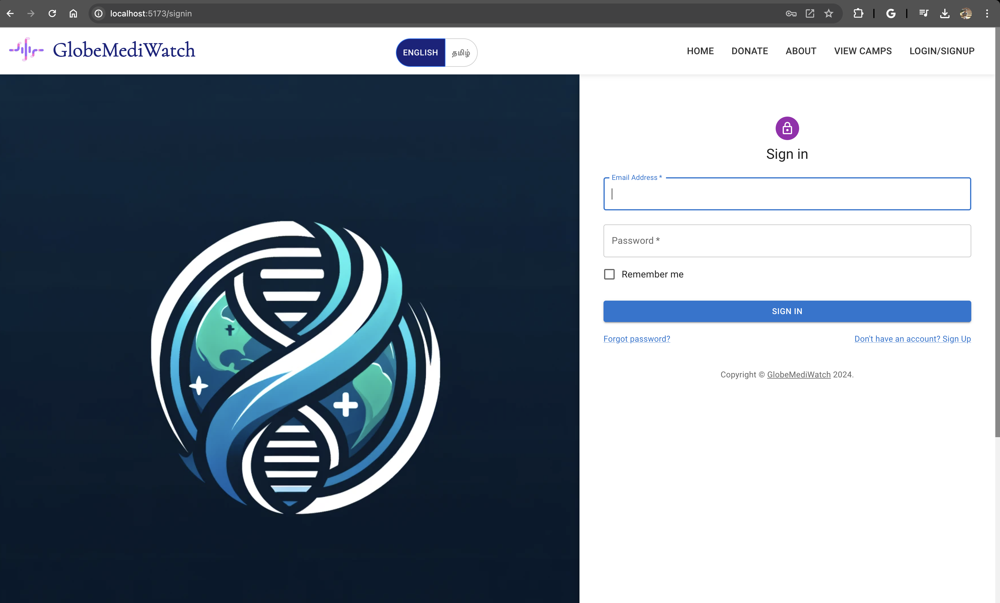 localhost:5173/signin
GlobeMediWatch
ENGLISH தமிழ்
HOME DONATE ABOUT VIEW CAMPS LOGIN/SIGNUP
Sign in
Email Address *
Password *
Remember me
SIGN IN
Forgot password? Don't have an account? Sign Up
Copyright © GlobeMediWatch 2024.